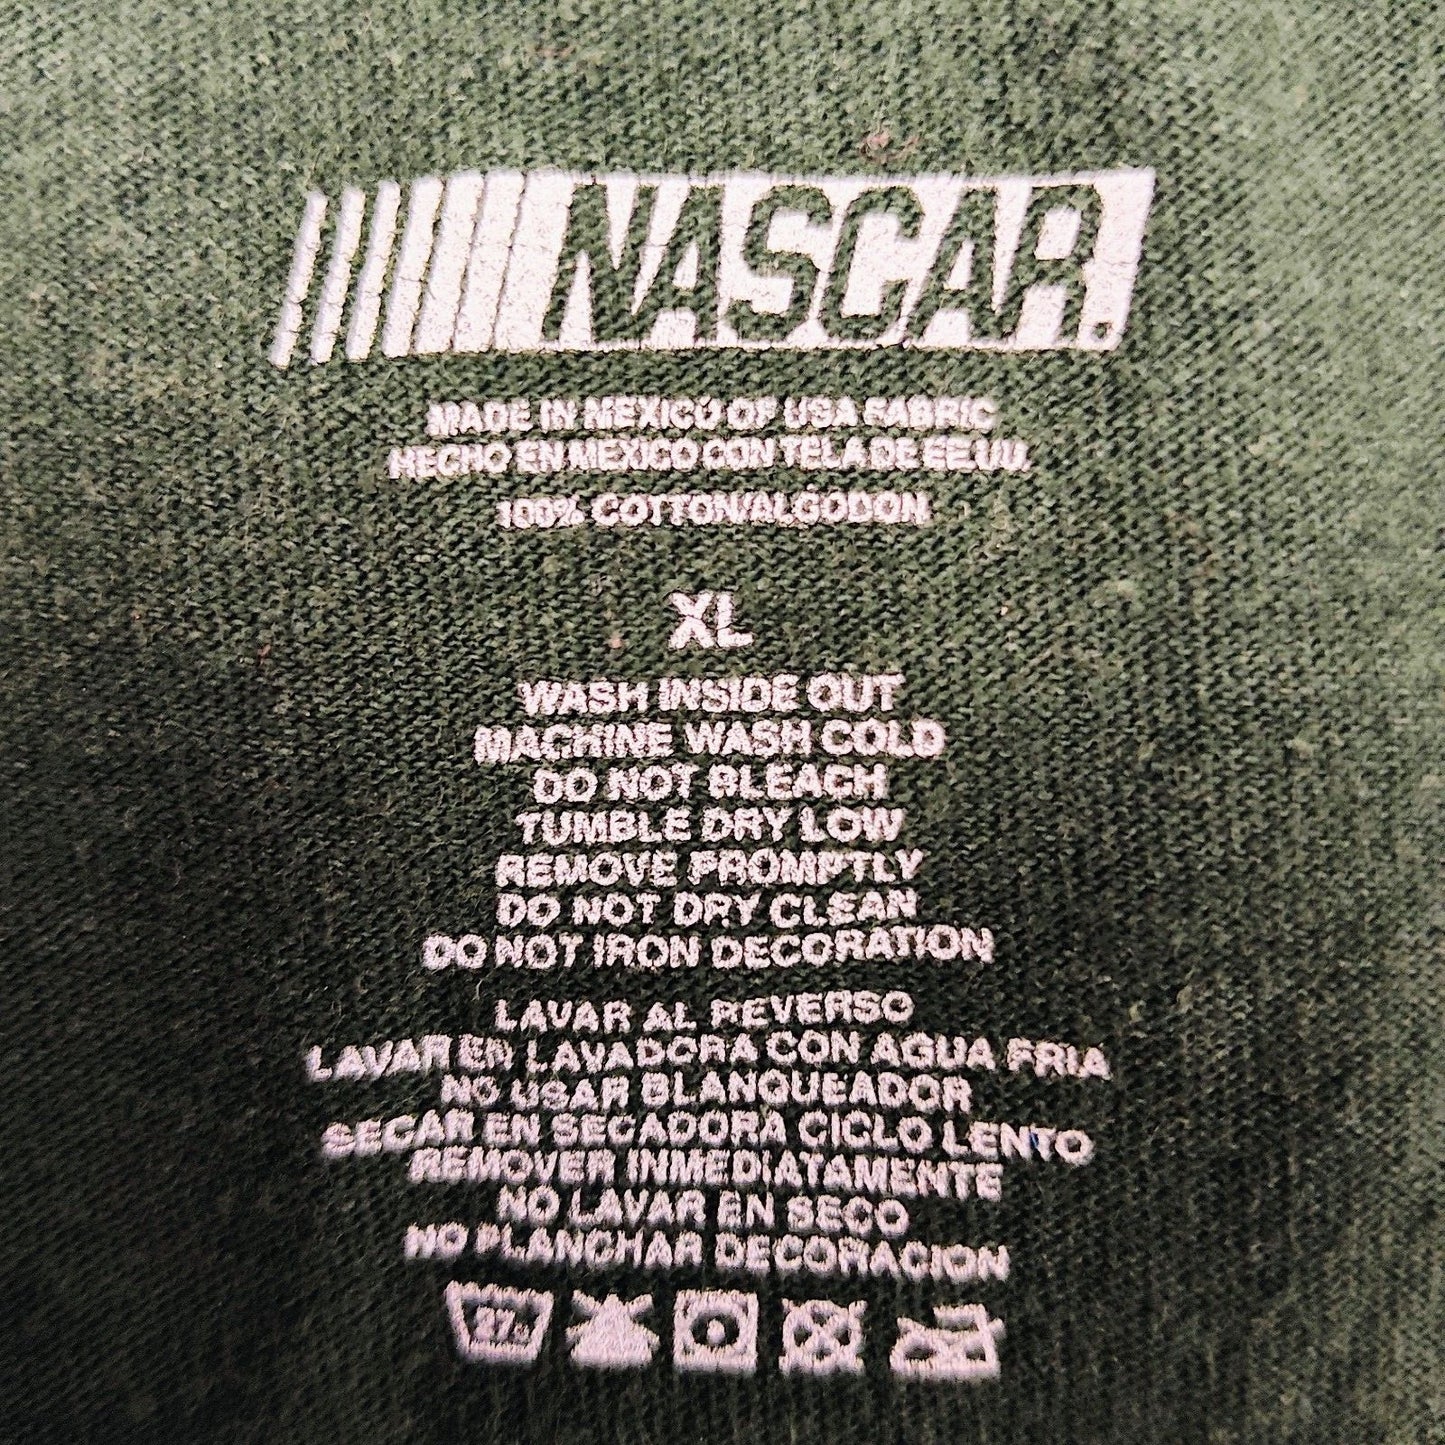 NASCAR.
MADE IN MEXICO OF USA FABRIC
HECHO EN MEXICO CON TELA DE EE.UU.
100% COTTON/ALGODON
XL
WASH INSIDE OUT
MACHINE WASH COLD
DO NOT BLEACH
TUMBLE DRY LOW
REMOVE PROMPTLY
DO NOT DRY CLEAN
DO NOT IRON DECORATION
LAVAR AL REVERSO
LAVAR EN LAVADORA CON AGUA FRIA
NO USAR BLANQUEADOR
SECAR EN SECADORA CICLO LENTO
REMOVER INMEDIATAMENTE
NO LAVAR EN SECO
NO PLANCHAR DECORACION